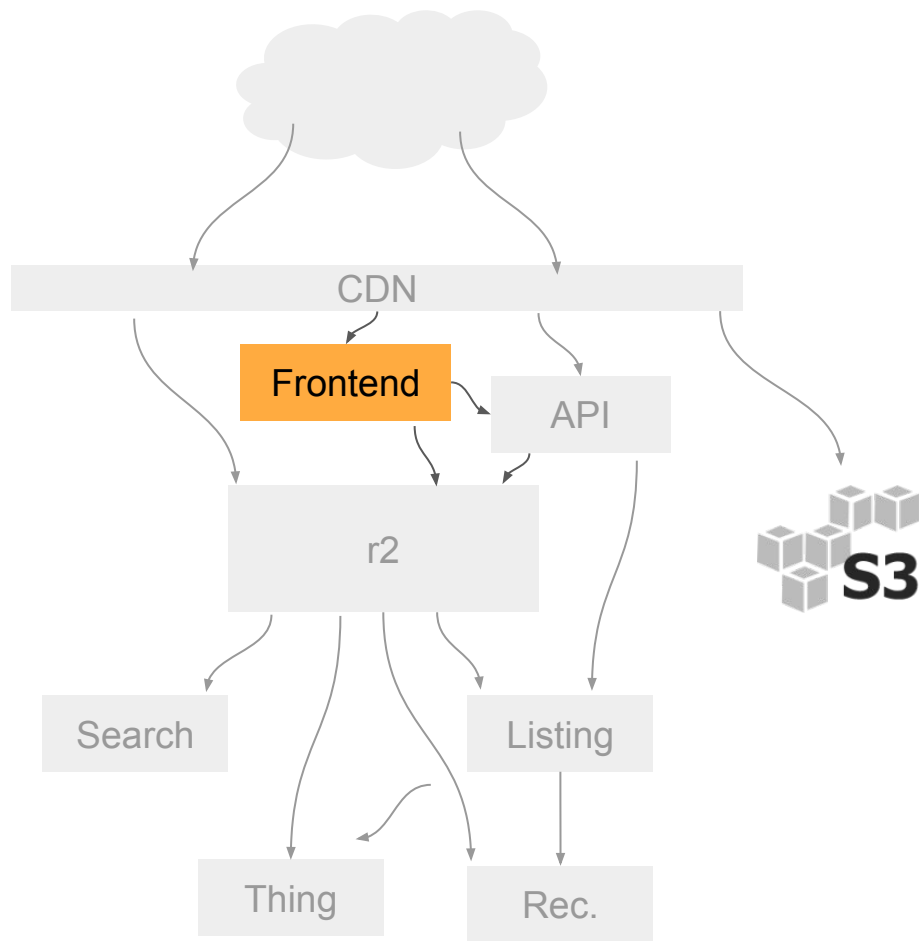 CDN
Frontend
API
r2
S3
Search
Listing
Thing
Rec.